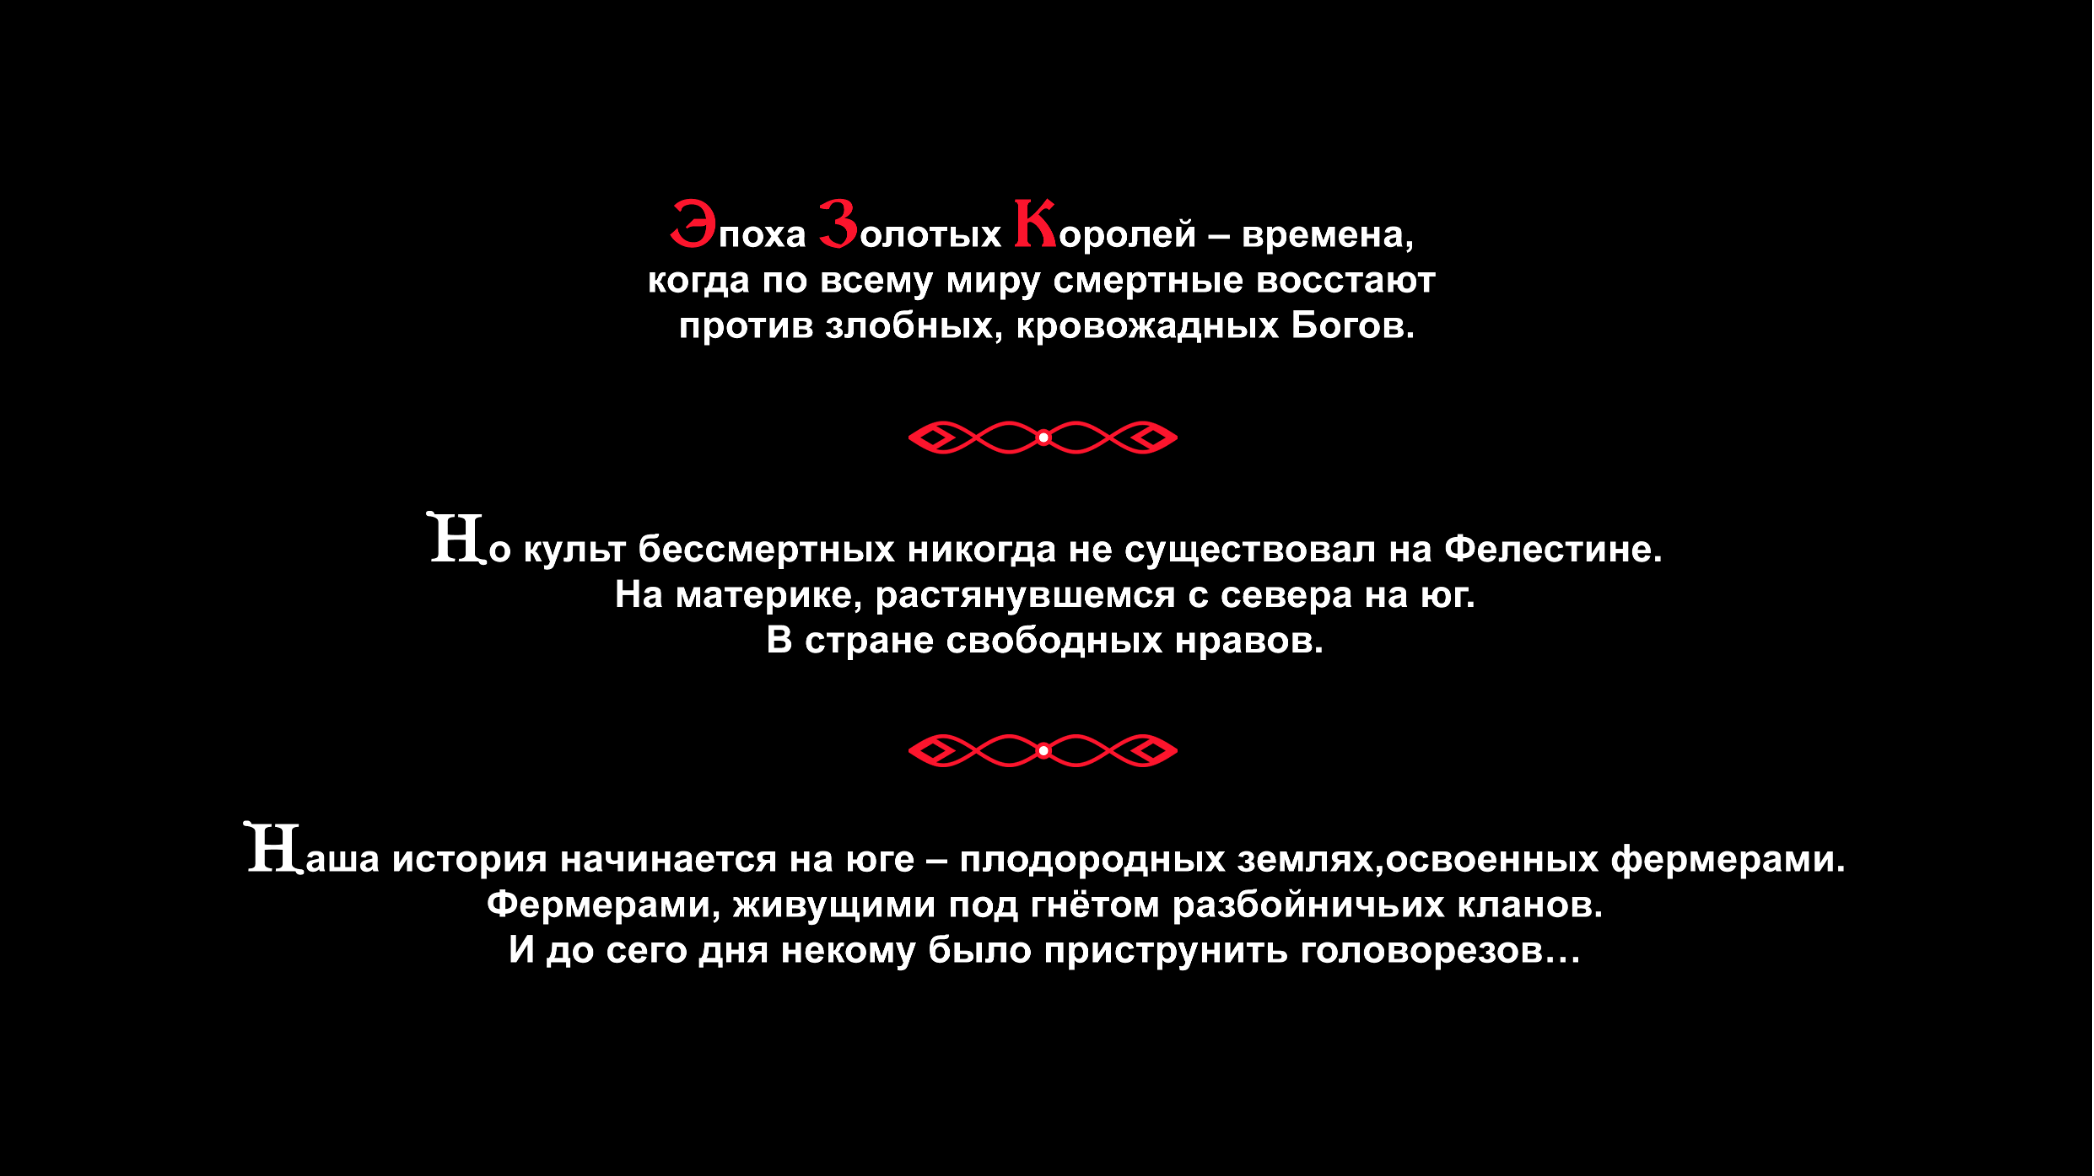 Эпоха Золотых Королей – времена,
когда по всему миру смертные восстают
против злобных, кровожадных Богов.
Но культ бессмертных никогда не существовал на Фелестине.
На материке, растянувшемся с севера на юг.
В стране свободных нравов.
Наша история начинается на юге – плодородных землях,освоенных фермерами.
Фермерами, живущими под гнётом разбойничьих кланов.
И до сего дня некому было приструнить головорезов…